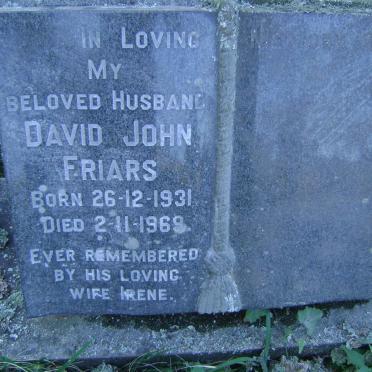 In Loving
My
Beloved Husband
David John
Friars
Born 26-12-1931
Died 2-11-1968
Ever remembered
by his loving
wife Irene.